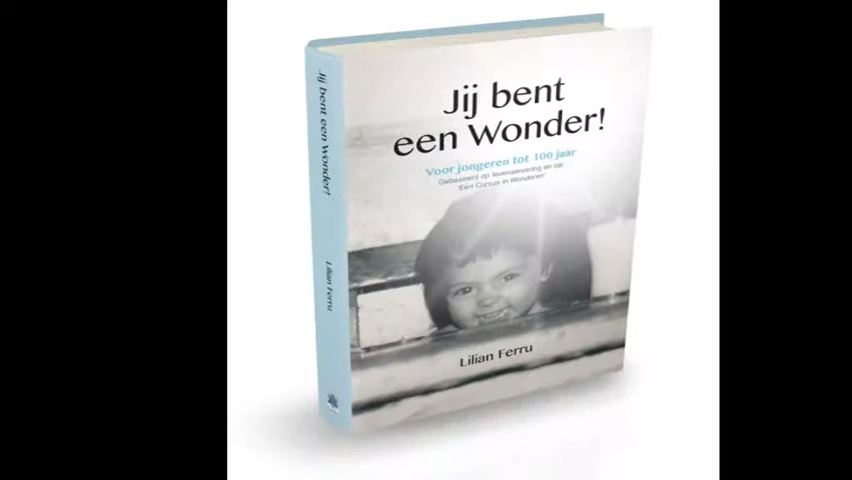 Jij bent een Wonder!
Lilian Ferru
Jij bent
een Wonder!
Voor jongeren tot 100 jaar
Gebaseerd op levenservaring en op
'Een Cursus in Wonderen'
Lilian Ferru